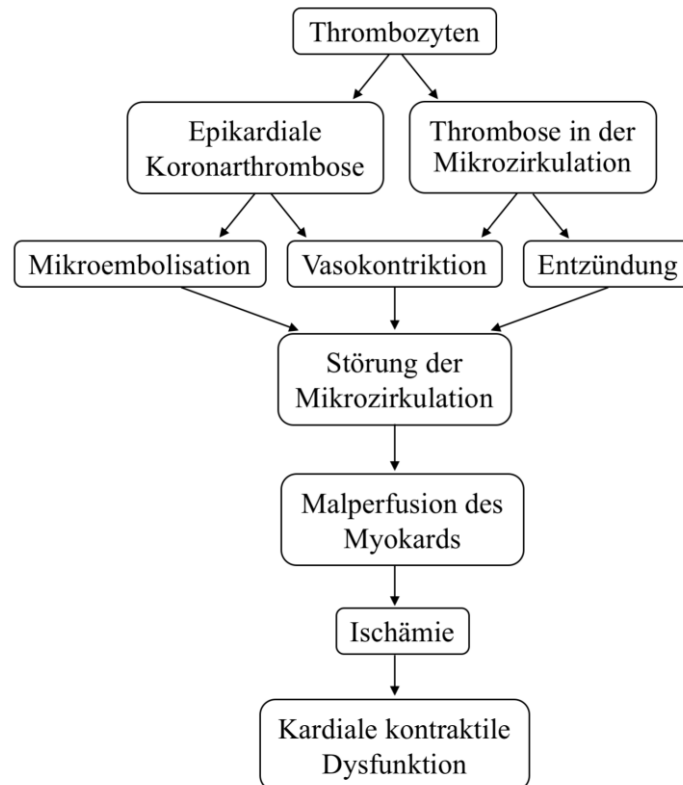 Thrombozyten
Epikardiale
Koronarthrombose
Thrombose in der
Mikrozirkulation
Mikroembolisation
Vasokontriktion
Entzündung
Störung der
Mikrozirkulation
Malperfusion des
Myokards
Ischämie
Kardiale kontraktile
Dysfunktion